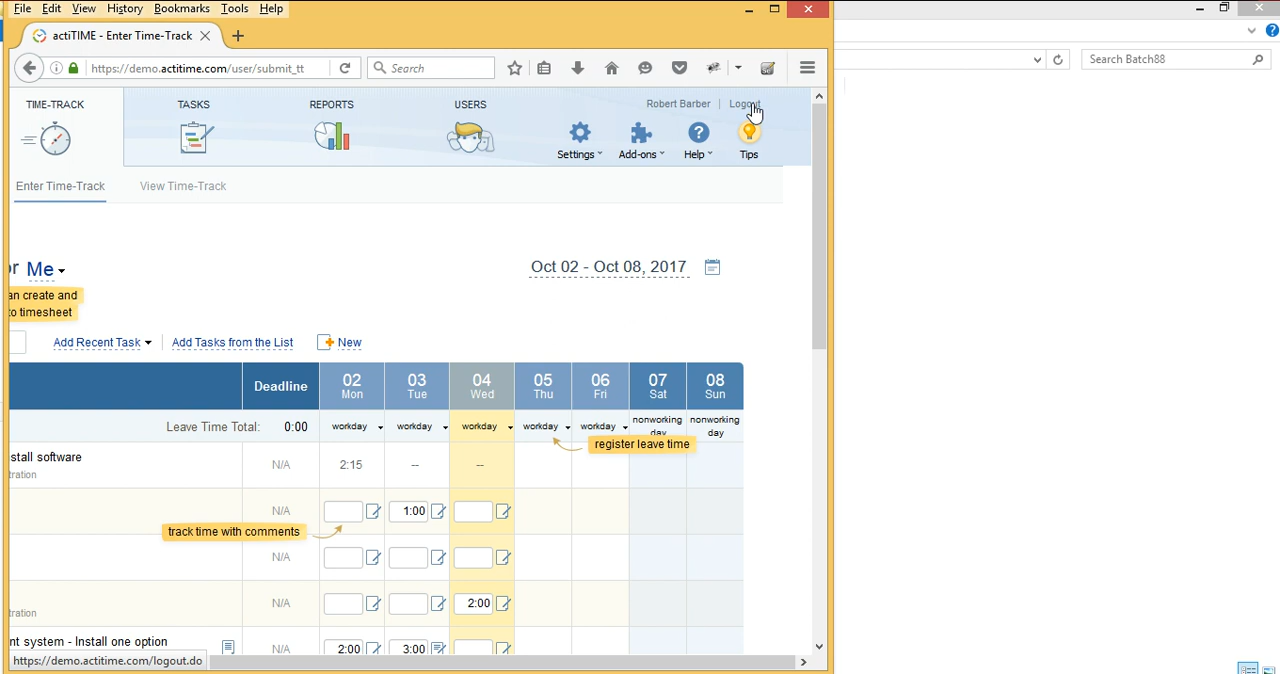 File Edit View History Bookmarks Tools Help
actiTIME - Enter Time-Track
https://demo.actitime.com/user/submit_tt
Search
Search Batch88
TIME-TRACK
TASKS
REPORTS
USERS
Robert Barber
Logout
Settings
Add-ons
Help
Tips
Enter Time-Track
View Time-Track
or Me
Oct 02 - Oct 08, 2017
an create and
to timesheet
Add Recent Task
Add Tasks from the List
New
Deadline
02 03 04 05 06 07 08
Mon Tue Wed Thu Fri Sat Sun
Leave Time Total: 0:00
workday workday workday workday workday
nonworking day
nonworking day
register leave time
stall software
tration
N/A 2:15 -- --
N/A 1:00
track time with comments
N/A
N/A 2:00
tration
nt system - Install one option
N/A 2:00 3:00
https://demo.actitime.com/logout.do